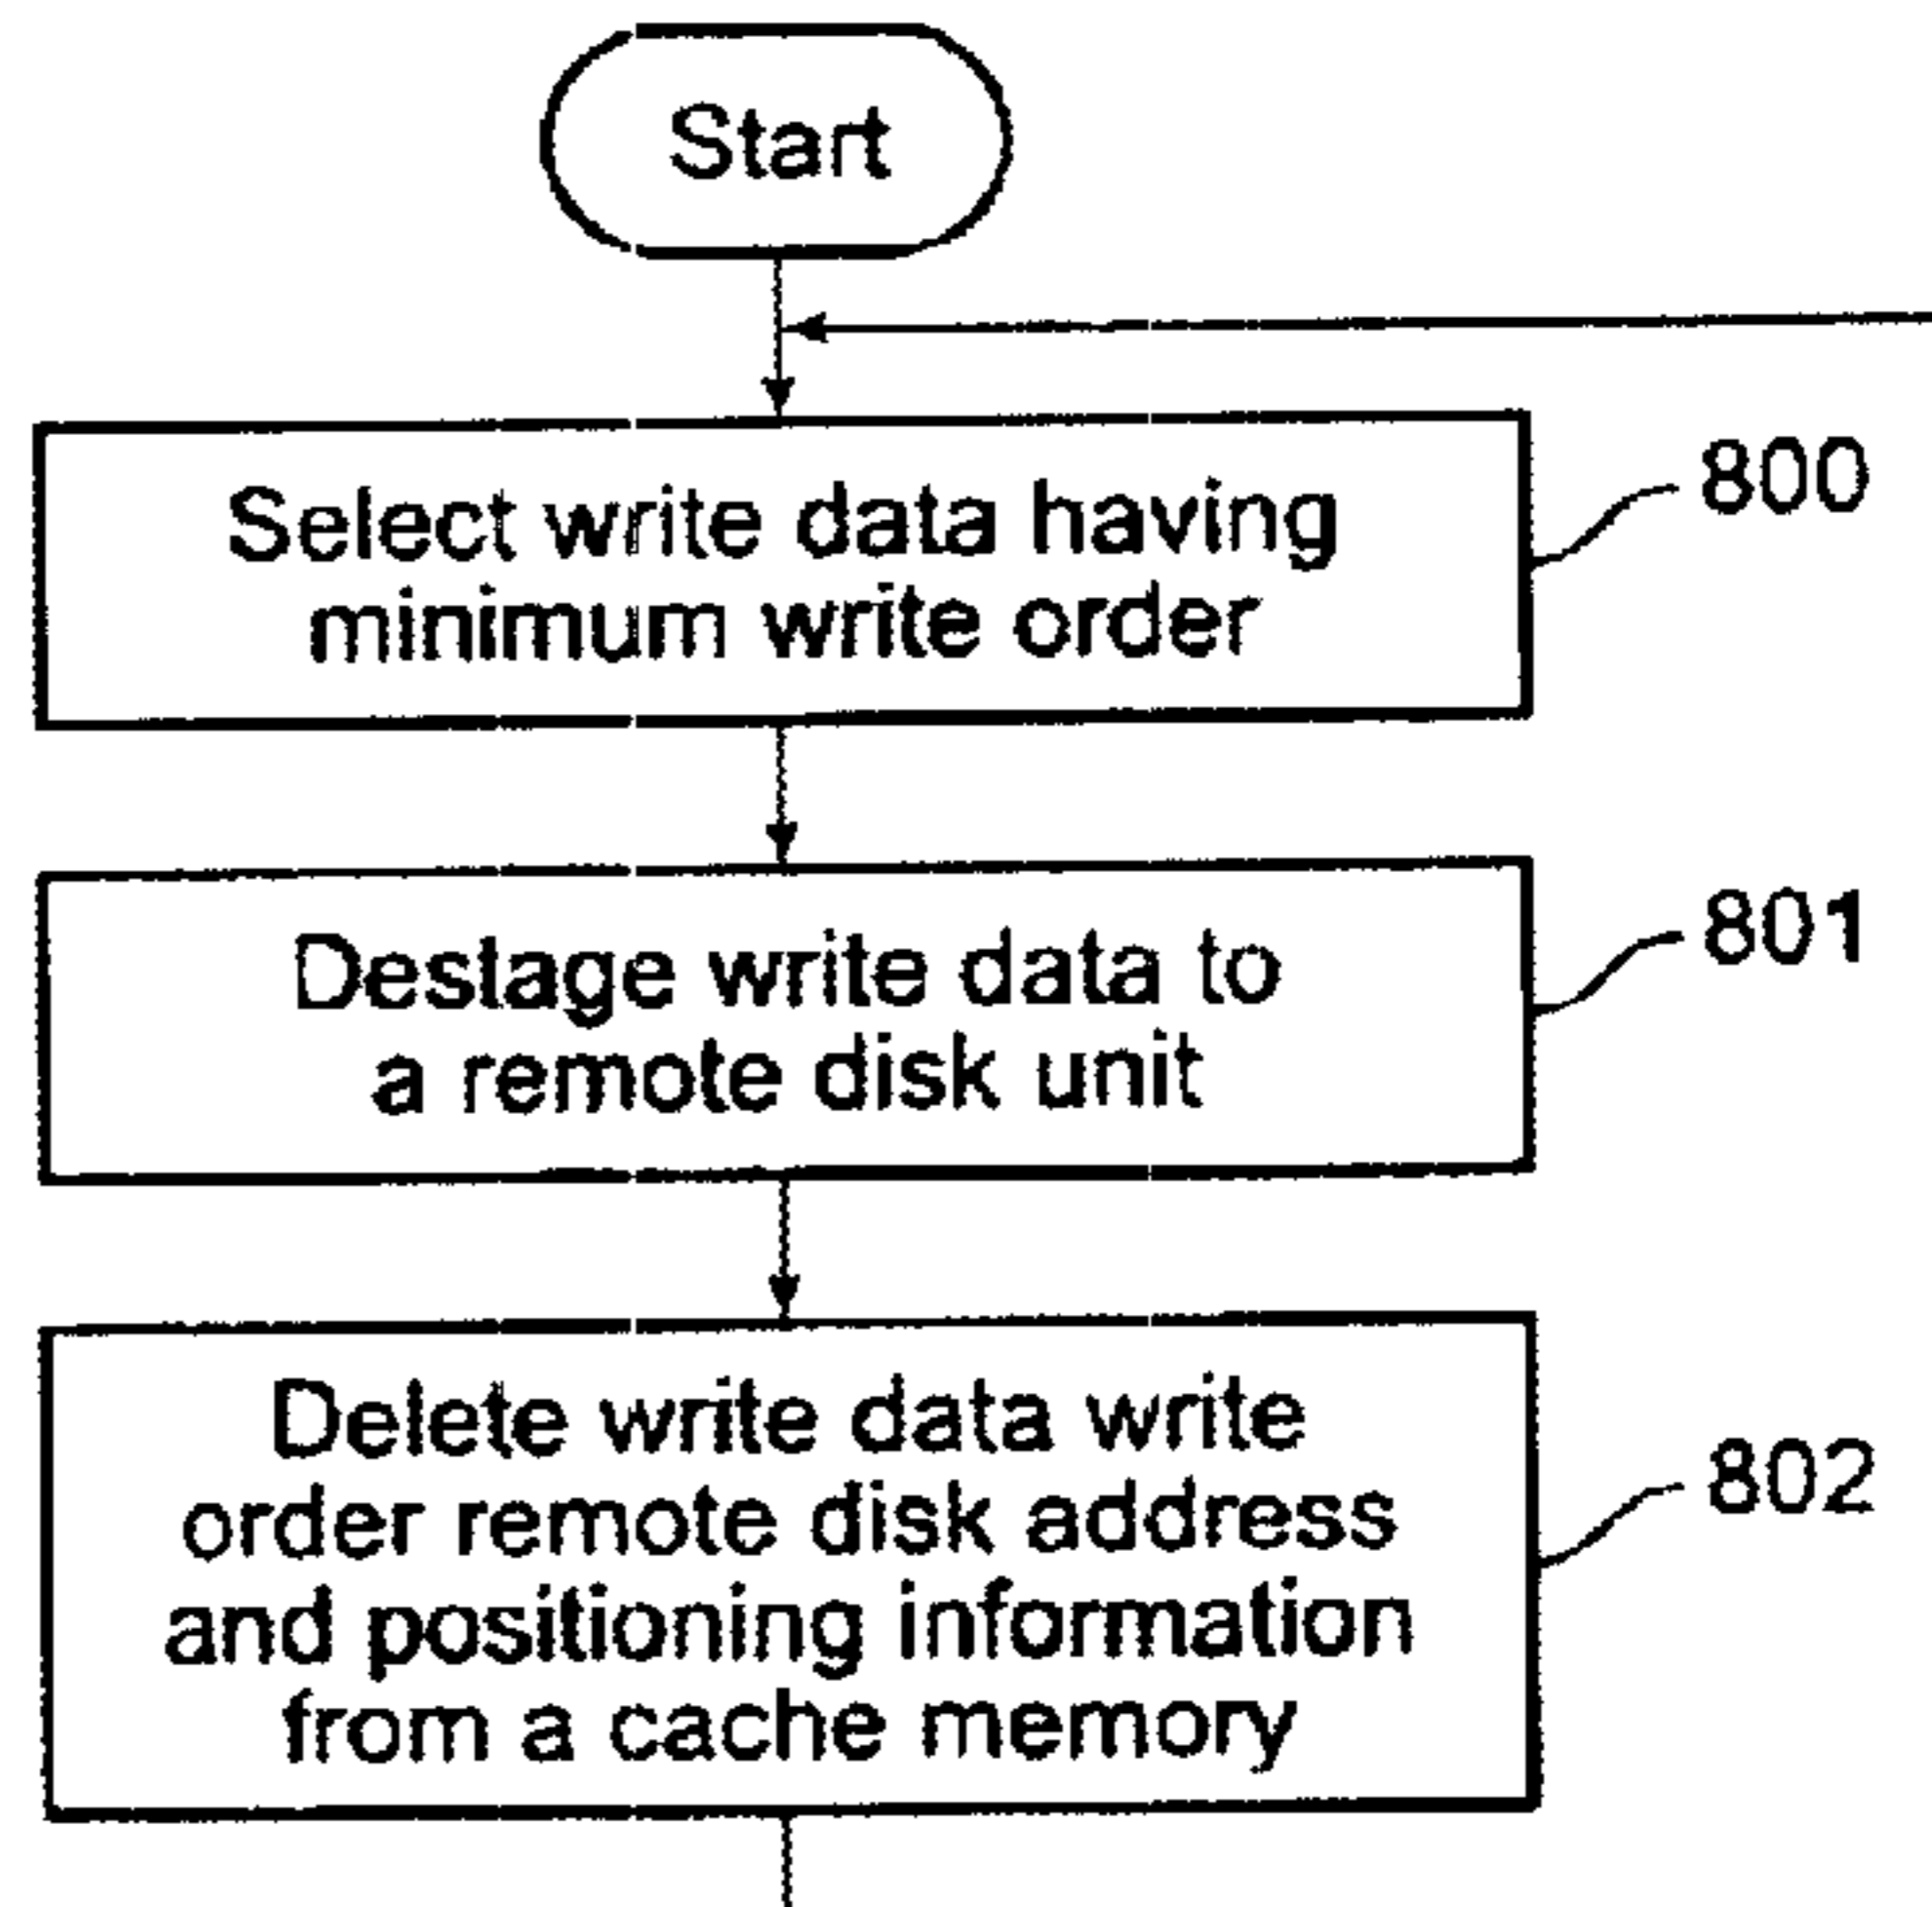 Start
Select write data having
minimum write order
800
Destage write data to
a remote disk unit
801
Delete write data write
order remote disk address
and positioning information
from a cache memory
802